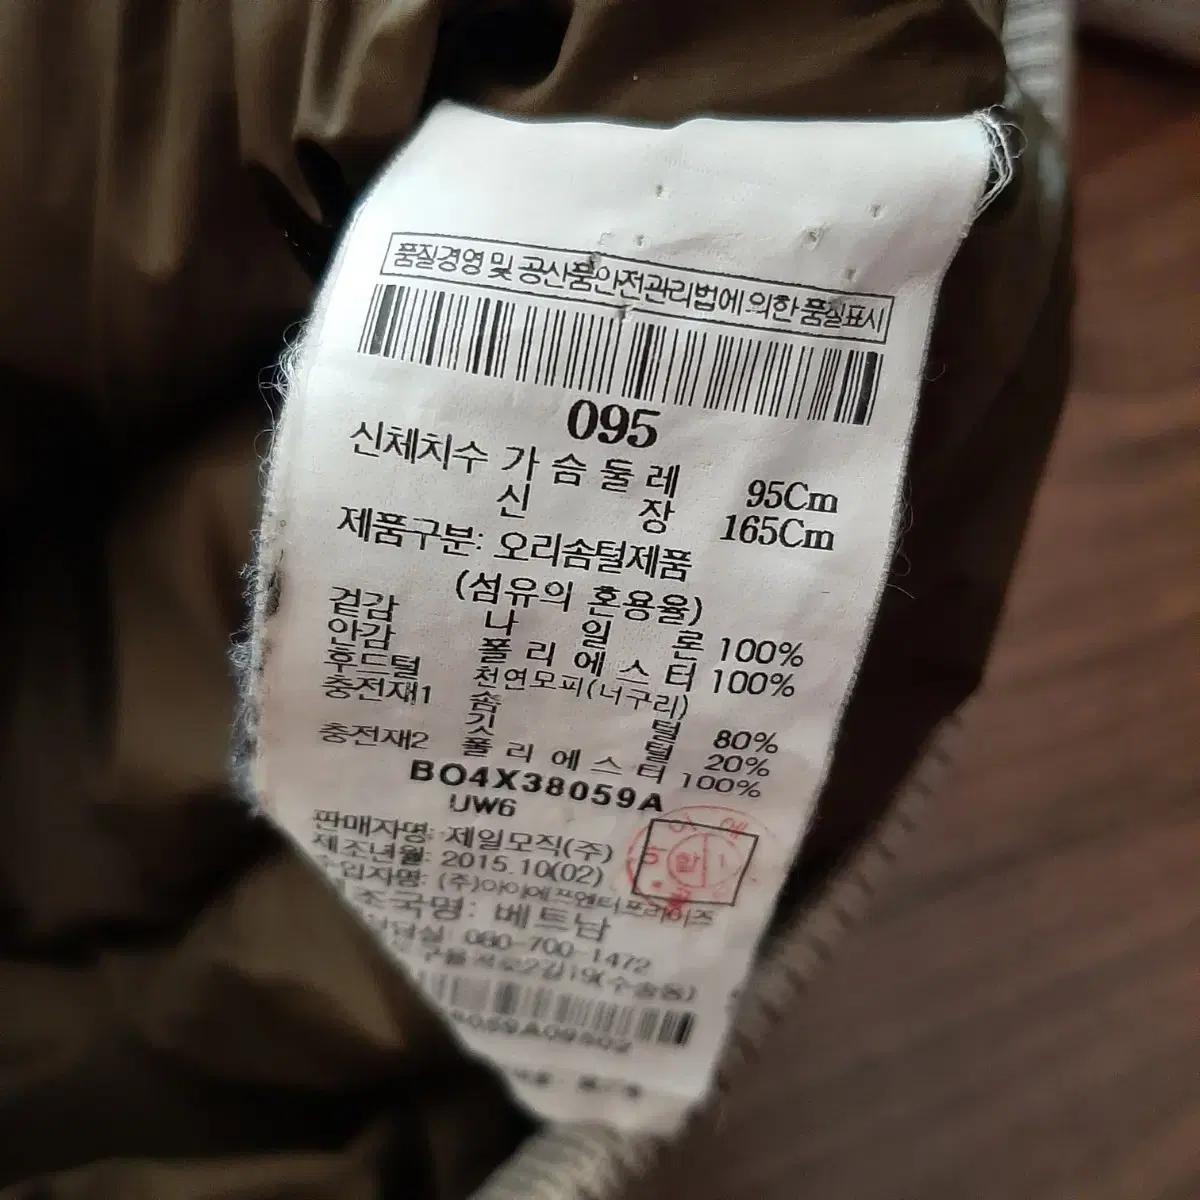 품질경영 및 공산품안전관리법에 의한 품질표시
095
신체치수 가슴둘레 95Cm
신장 165Cm
제품구분: 오리솜털제품
(섬유의 혼용율)
겉감 나일론 100%
안감 폴리에스터 100%
후드털 천연모피(너구리)
충전재1 솜털 80%
깃털 20%
충전재2 폴리에스터 100%
BO4X38059A
UW6
판매자명: 제일모직(주)
제조년월: 2015.10(02)
수입자명: (주)아이에프엔터프라이즈
조국명: 베트남
담실: 080-700-1472